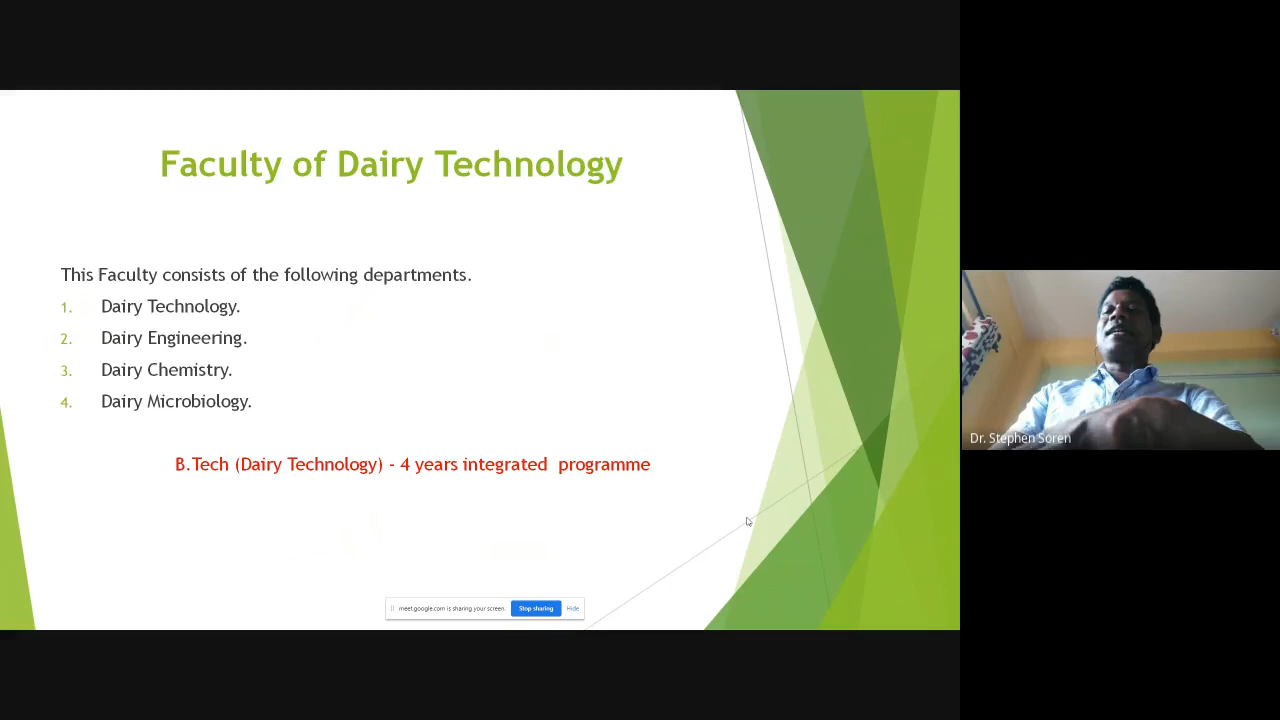 Faculty of Dairy Technology
This Faculty consists of the following departments.
1. Dairy Technology.
2. Dairy Engineering.
3. Dairy Chemistry.
4. Dairy Microbiology.
B.Tech (Dairy Technology) - 4 years integrated programme
meet.google.com is sharing your screen. Stop sharing Hide
Dr. Stephen Soren